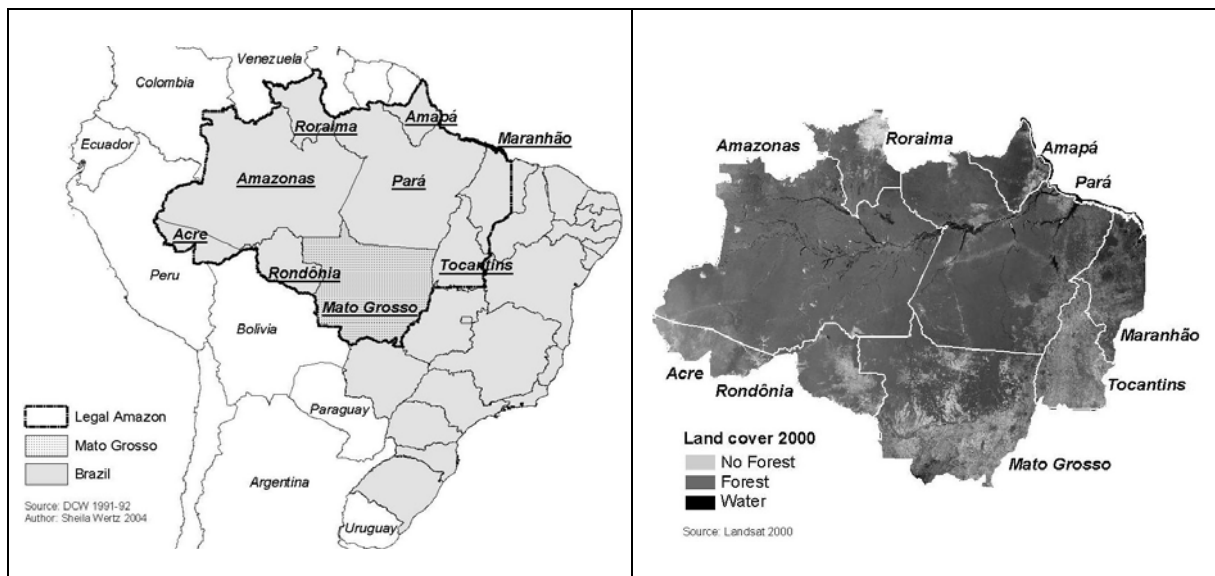 Venezuela
Colombia
Roraima
Amapá
Maranhão
Ecuador
Amazonas
Pará
Acre
Rondônia
Tocantins
Peru
Mato Grosso
Bolivia
Paraguay
Argentina
Uruguay
Legal Amazon
Mato Grosso
Brazil
Source: DCW 1991-92
Author: Sheila Wertz 2004
Amazonas
Roraima
Amapá
Pará
Maranhão
Acre
Rondônia
Tocantins
Mato Grosso
Land cover 2000
No Forest
Forest
Water
Source: Landsat 2000